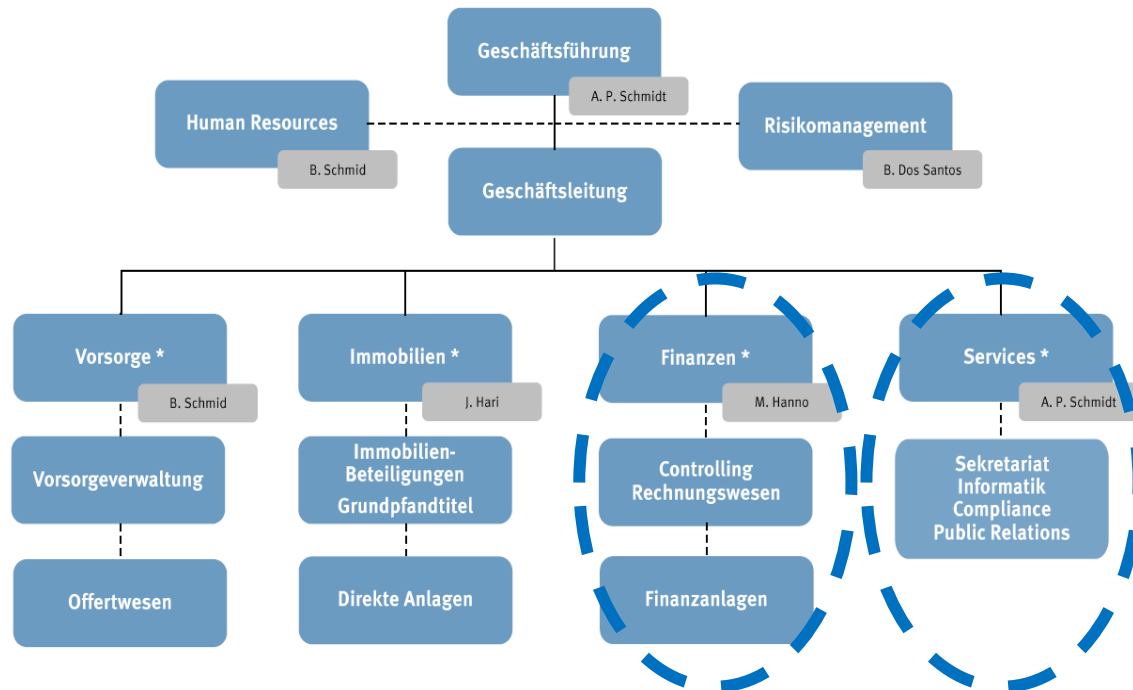 Geschäftsführung
A. P. Schmidt
Human Resources
B. Schmid
Risikomanagement
B. Dos Santos
Geschäftsleitung
Vorsorge *
B. Schmid
Immobilien *
J. Hari
Finanzen *
M. Hanno
Services *
A. P. Schmidt
Vorsorgeverwaltung
Immobilien-
Beteiligungen
Grundpfandtitel
Controlling
Rechnungswesen
Sekretariat
Informatik
Compliance
Public Relations
Offertwesen
Direkte Anlagen
Finanzanlagen